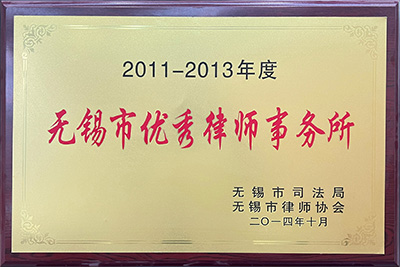 2011-2013年度
无锡市优秀律师事务所
无锡市司法局
无锡市律师协会
二〇一四年十月